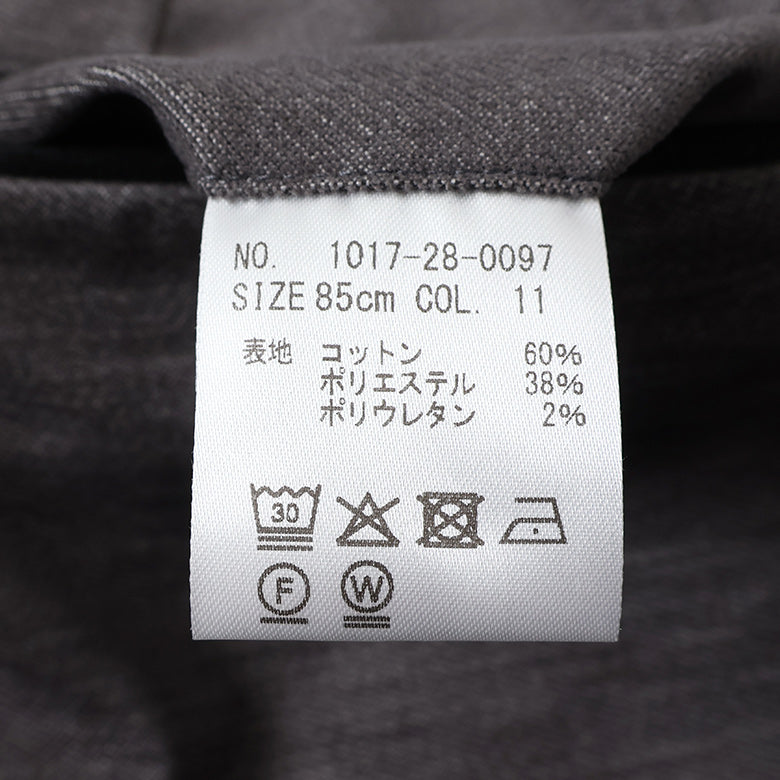 NO. 1017-28-0097
SIZE 85cm COL. 11
表地 コットン 60%
ポリエステル 38%
ポリウレタン 2%
30
F W